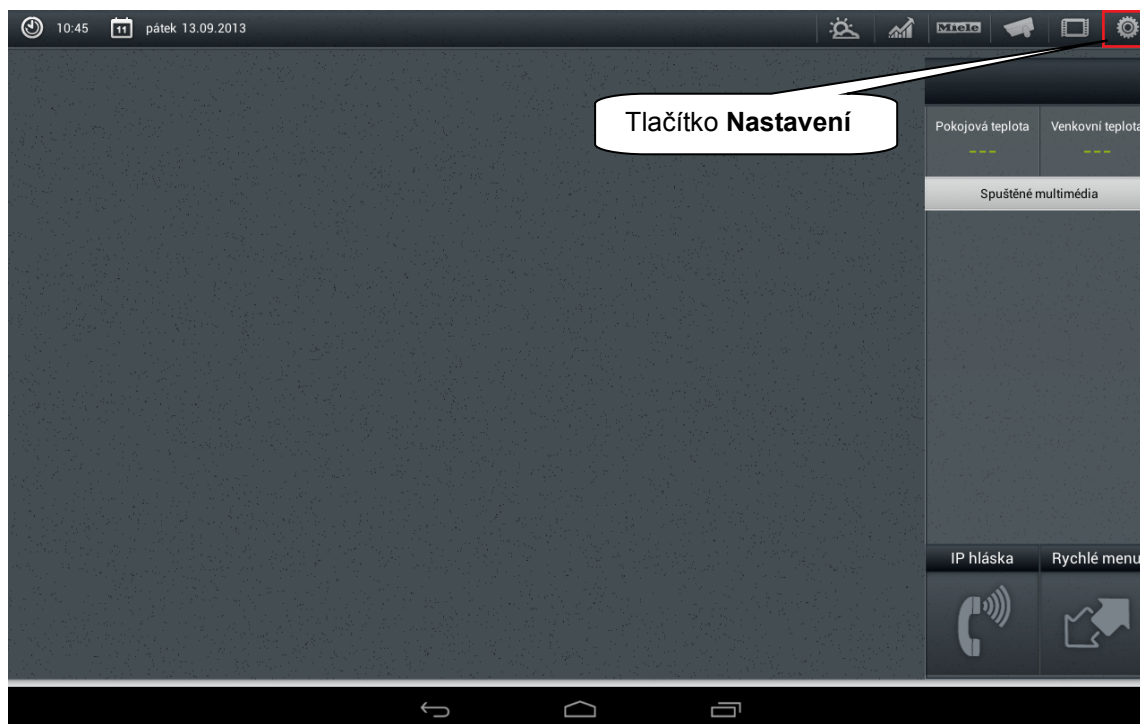 10:45 11 pátek 13.09.2013 Miele
Tlačítko Nastavení
Pokojová teplota Venkovní teplota
--- ---
Spuštěné multimédia
IP hláska Rychlé menu